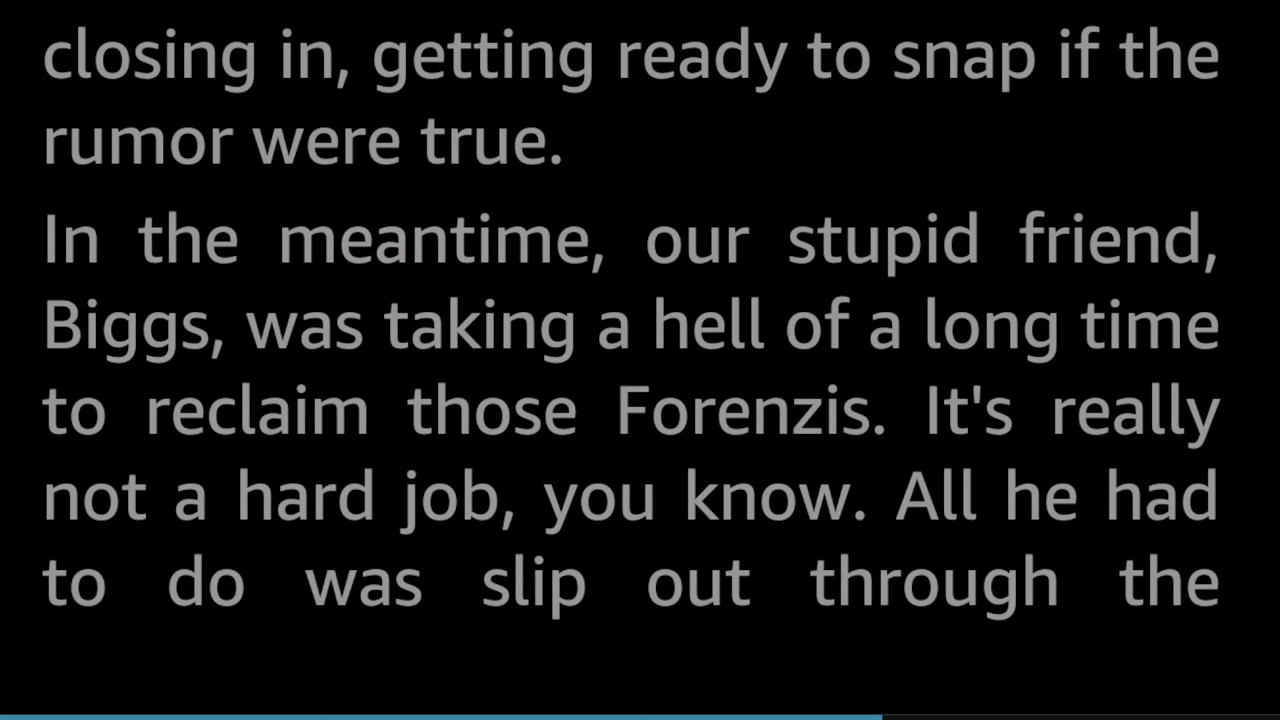 closing in, getting ready to snap if the
rumor were true.
In the meantime, our stupid friend,
Biggs, was taking a hell of a long time
to reclaim those Forenzis. It's really
not a hard job, you know. All he had
to do was slip out through the